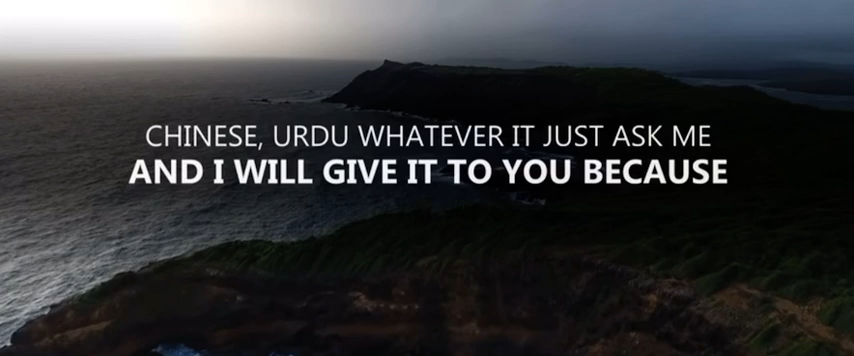 CHINESE, URDU WHATEVER IT JUST ASK ME
AND I WILL GIVE IT TO YOU BECAUSE